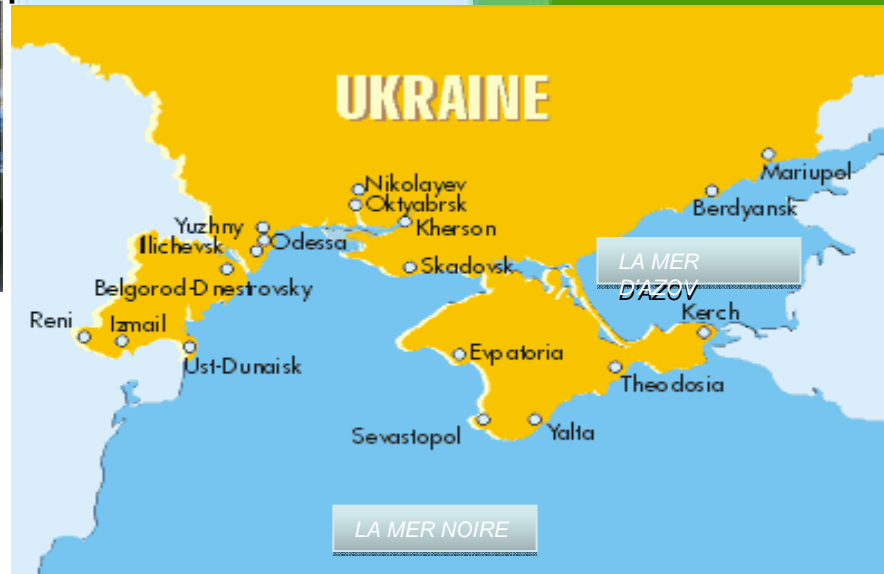 UKRAINE
Mariupel
Nikolayev
Oktyabrsk
Berdyansk
Kherson
Yuzhny
Odessa
Ilichevsk
LA MER
D'AZOV
Skadovsk
Belgorod-Dnestrovsky
Kerch
Reni
Izmail
Evpatoria
Ust-Dunaisk
Theodosia
Sevastopol
Yalta
LA MER NOIRE